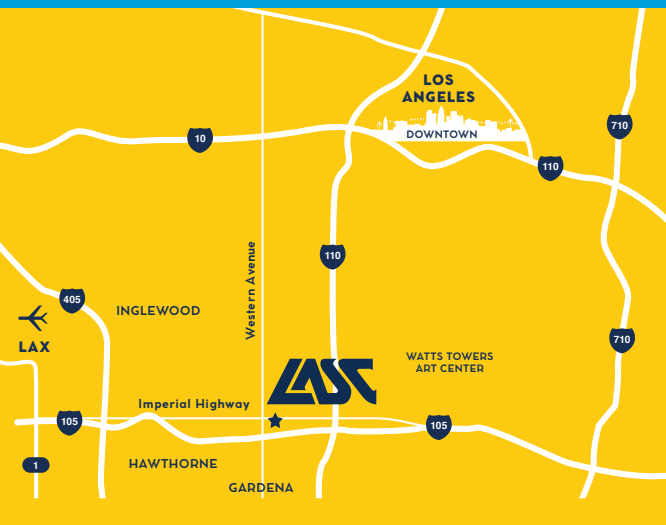 LOS
ANGELES
DOWNTOWN
710
10
110
Western Avenue
110
405
INGLEWOOD
LAX
710
WATTS TOWERS
ART CENTER
LASC
Imperial Highway
105
105
1
HAWTHORNE
GARDENA